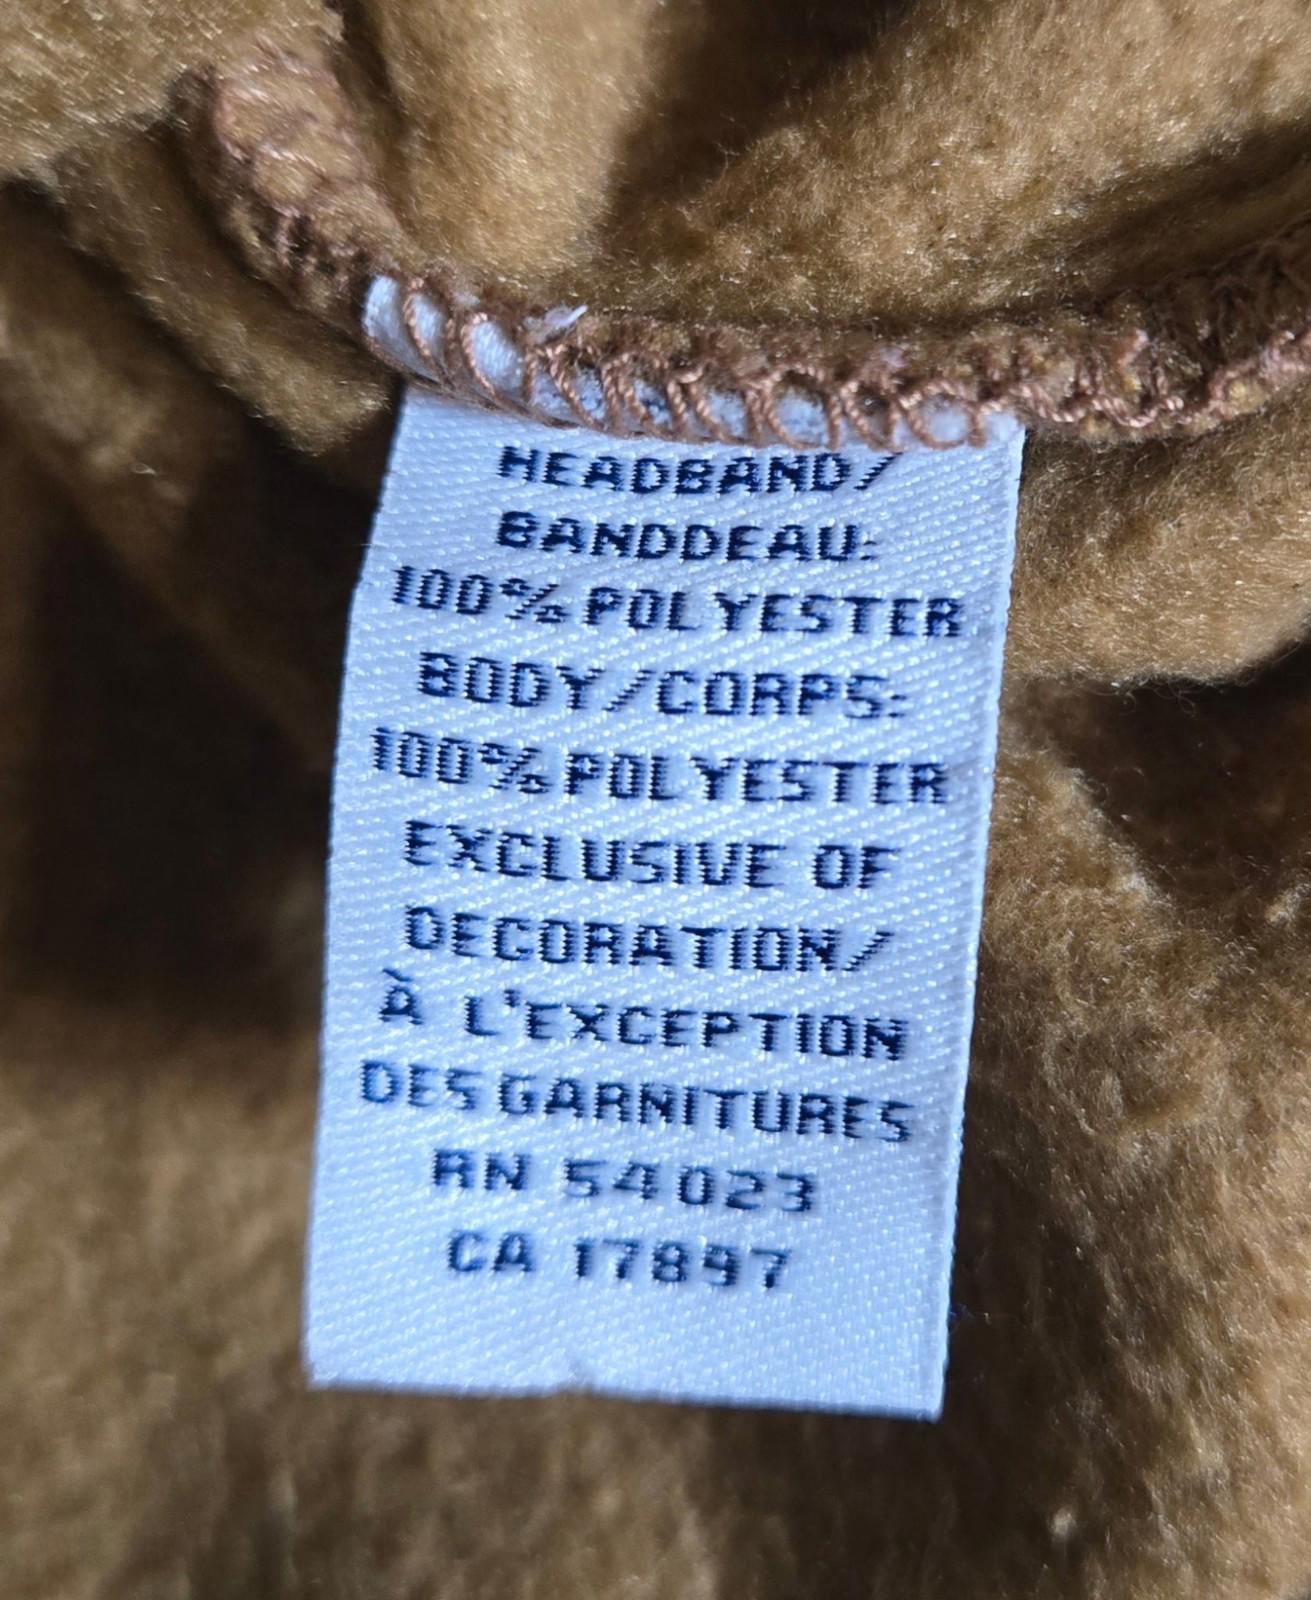 HEADBAND/
BANDDEAU:
100% POLYESTER
BODY/CORPS:
100% POLYESTER
EXCLUSIVE OF
DECORATION/
À L'EXCEPTION
DES GARNITURES
RN 54023
CA 17897